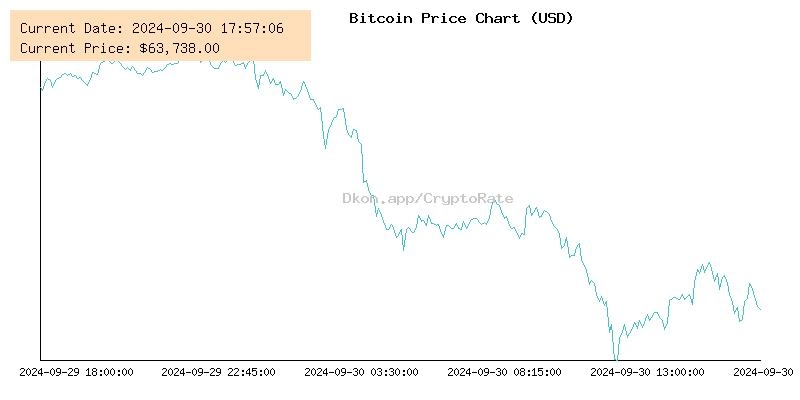 Bitcoin Price Chart (USD)
Current Date: 2024-09-30 17:57:06
Current Price: $63,738.00
Dkon.app/CryptoRate
2024-09-29 18:00:00 2024-09-29 22:45:00 2024-09-30 03:30:00 2024-09-30 08:15:00 2024-09-30 13:00:00 2024-09-30